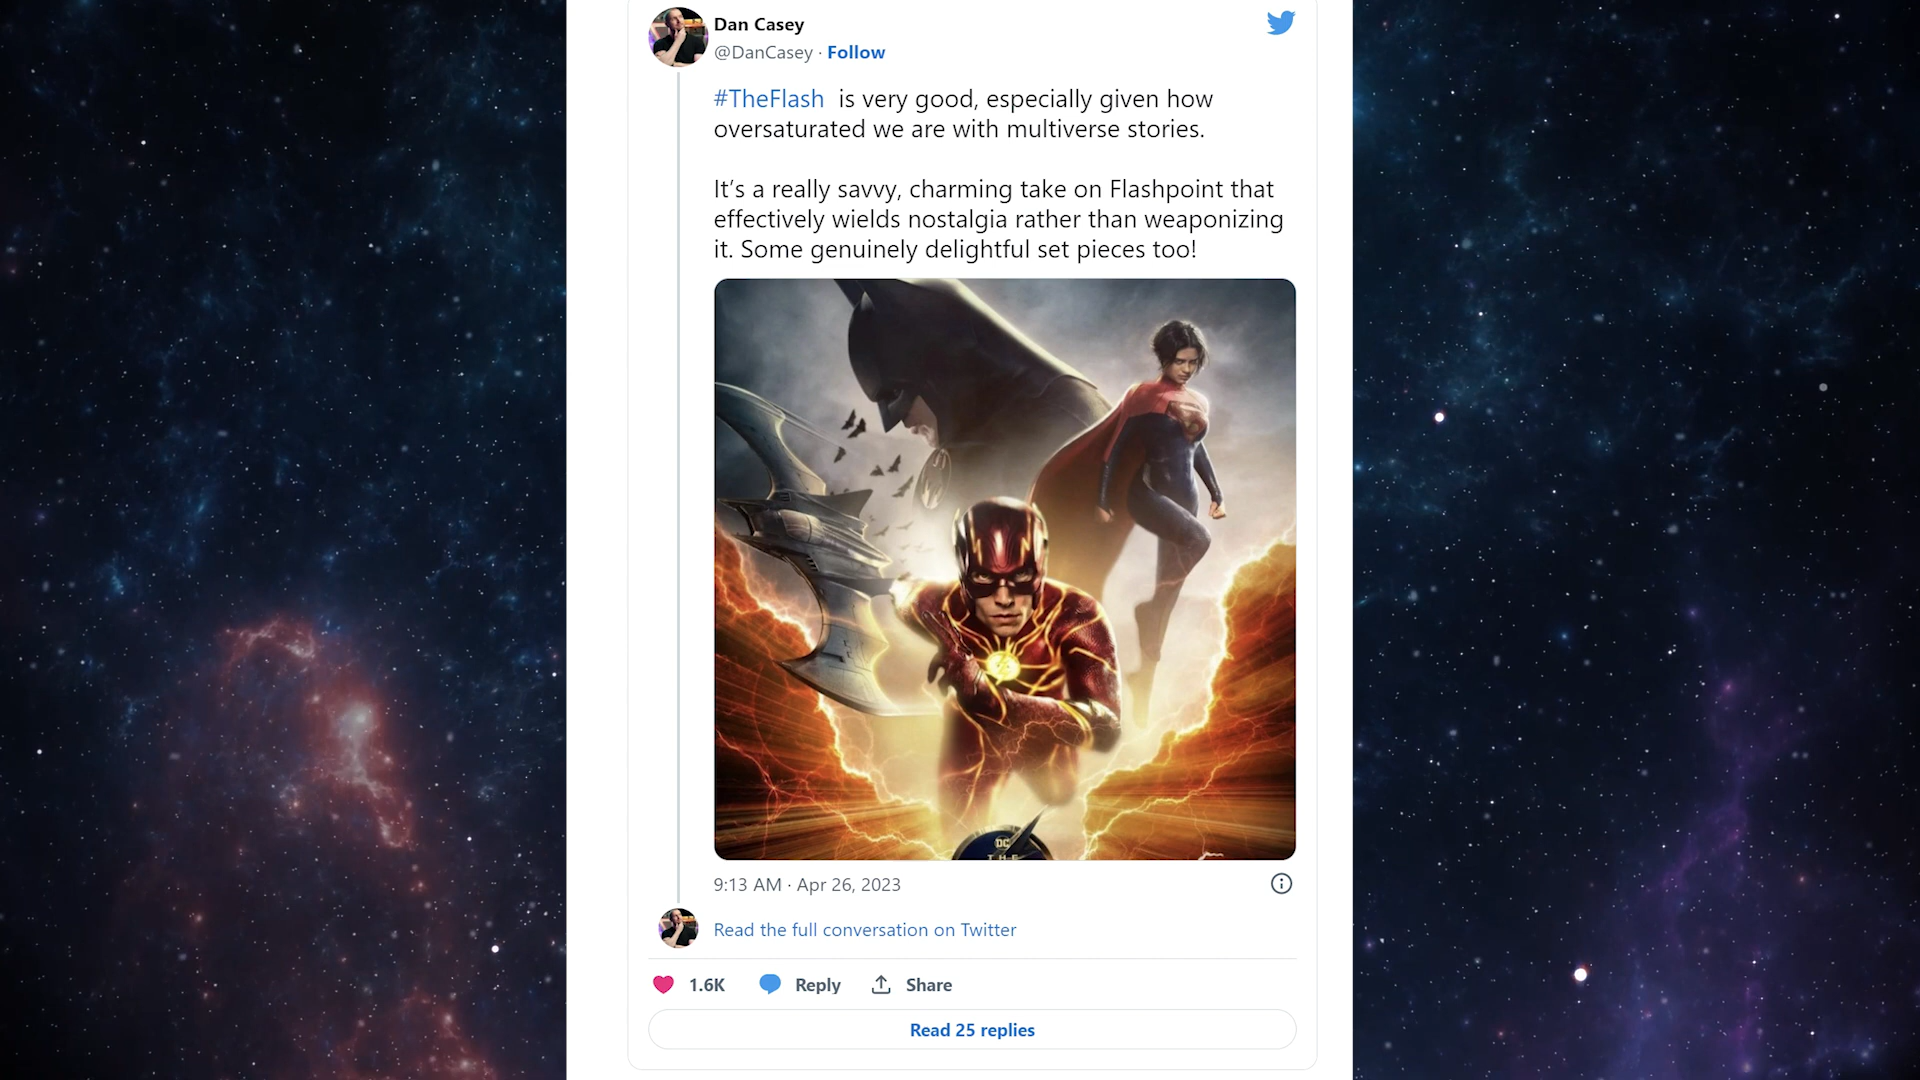 Dan Casey
@DanCasey · Follow
#TheFlash is very good, especially given how
oversaturated we are with multiverse stories.
It’s a really savvy, charming take on Flashpoint that
effectively wields nostalgia rather than weaponizing
it. Some genuinely delightful set pieces too!
DC
THE
9:13 AM · Apr 26, 2023
Read the full conversation on Twitter
1.6K Reply Share
Read 25 replies